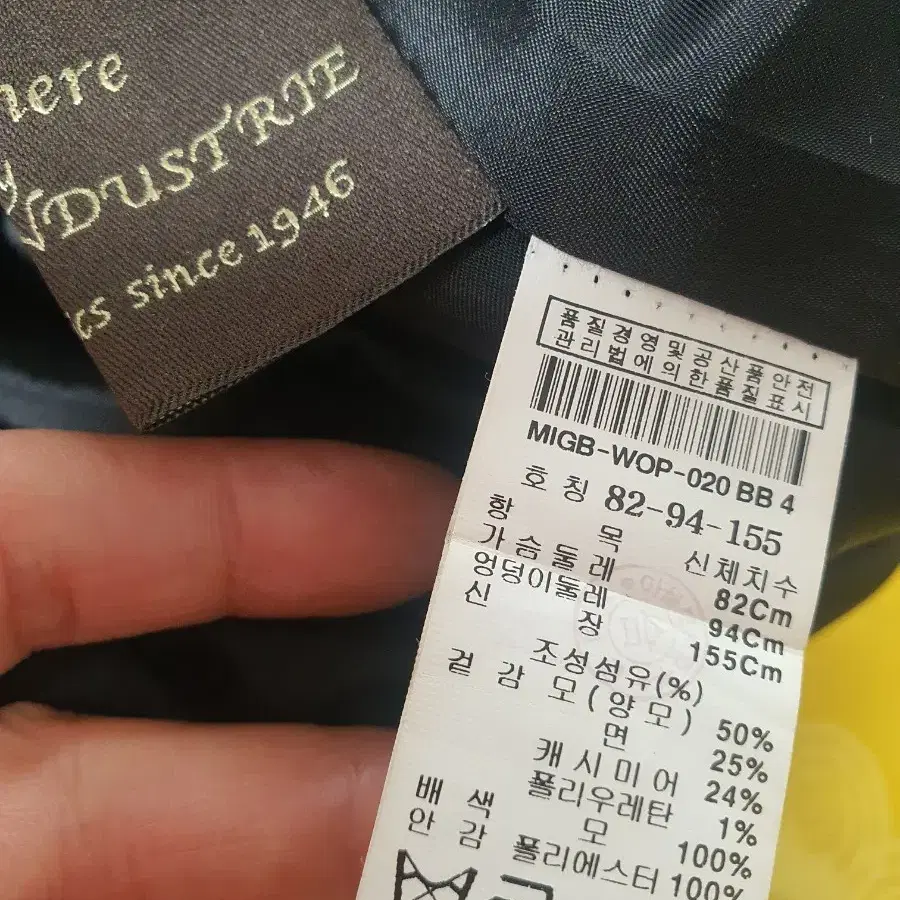 here
NDUSTRIE
cs since 1946
품질경영및공산품안전
관리법에의한품질표시
MIGB-WOP-020 BB 4
호칭 82-94-155
항 목 신체치수
가슴둘레 82Cm
엉덩이둘레 94Cm
신 장 155Cm
조성섬유(%)
겉감 모(양모) 50%
면 25%
캐시미어 24%
폴리우레탄 1%
배색 모 100%
안감 폴리에스터 100%